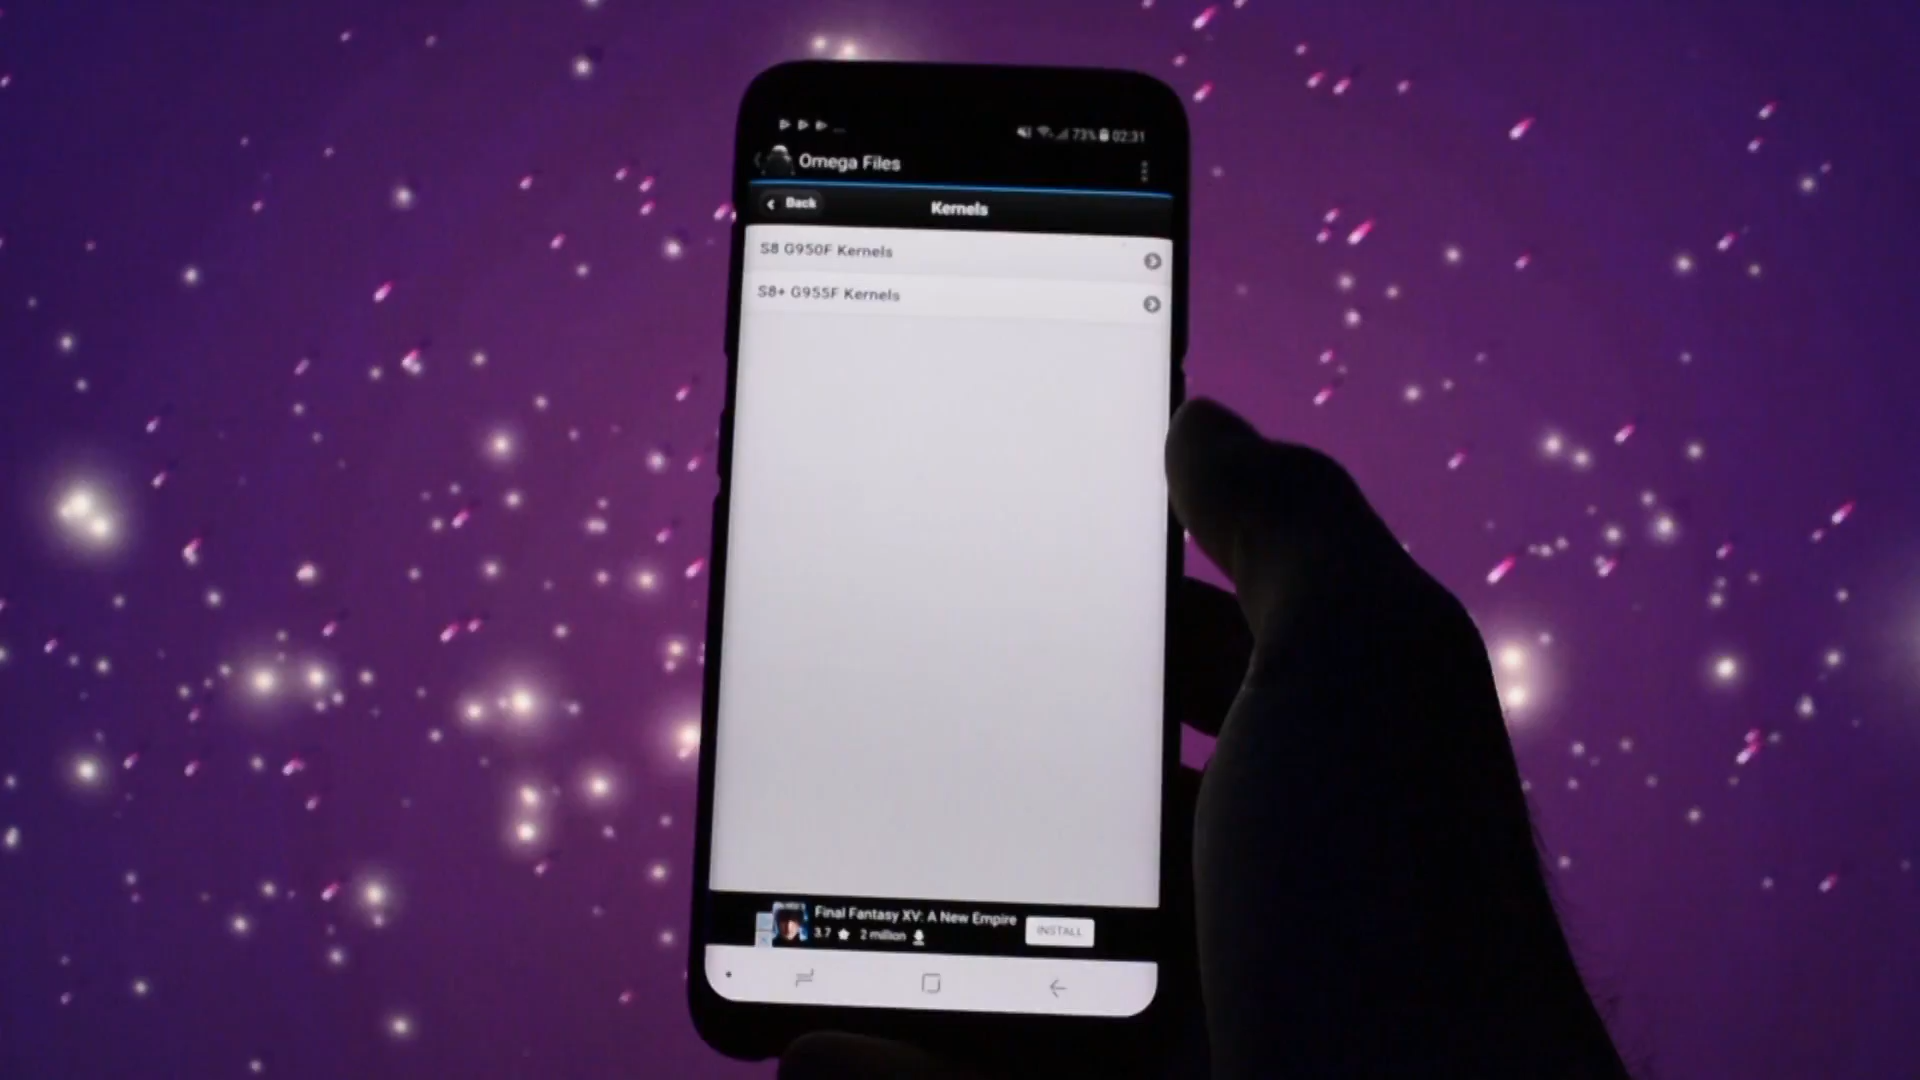 73% 02:31
Omega Files
Back
Kernels
S8 G950F Kernels
S8+ G955F Kernels
Final Fantasy XV: A New Empire
3.7 2 million
INSTALL